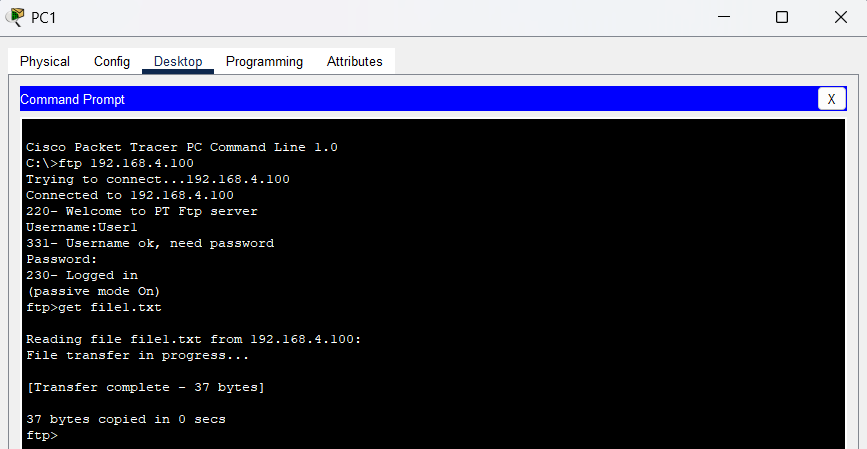 PC1
Physical Config Desktop Programming Attributes
Command Prompt X
Cisco Packet Tracer PC Command Line 1.0
C:\>ftp 192.168.4.100
Trying to connect...192.168.4.100
Connected to 192.168.4.100
220- Welcome to PT Ftp server
Username:User1
331- Username ok, need password
Password:
230- Logged in
(passive mode On)
ftp>get file1.txt
Reading file file1.txt from 192.168.4.100:
File transfer in progress...
[Transfer complete - 37 bytes]
37 bytes copied in 0 secs
ftp>